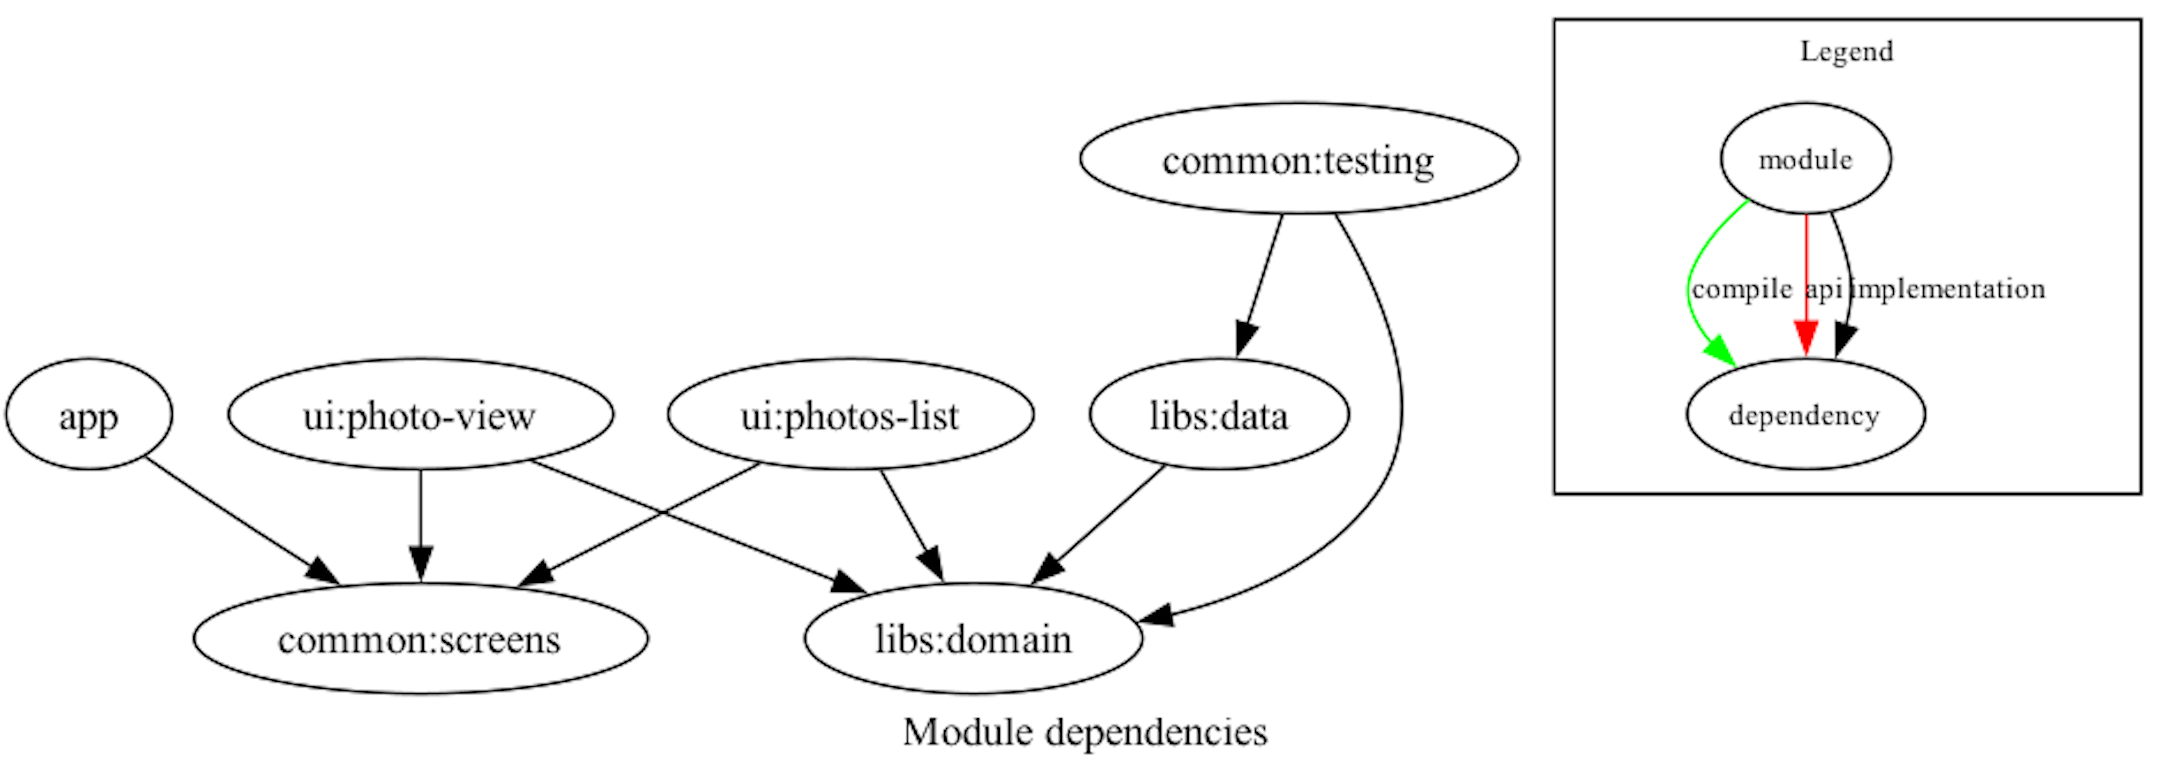 Legend
common:testing
module
compile
api
implementation
app
ui:photo-view
ui:photos-list
libs:data
dependency
common:screens
libs:domain
Module dependencies